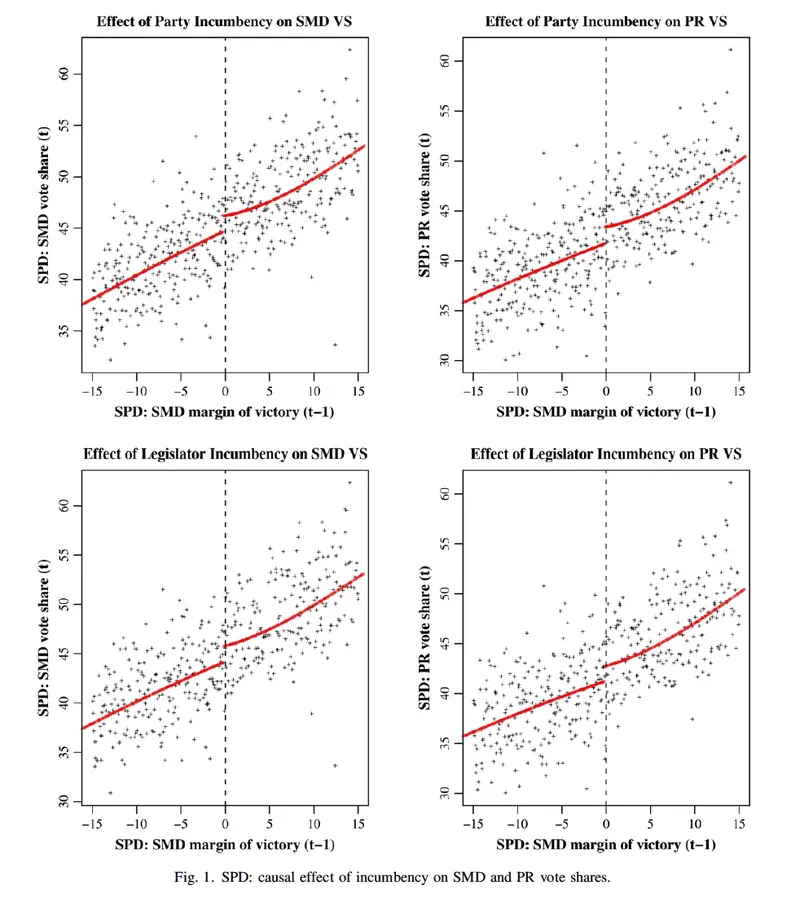 Effect of Party Incumbency on SMD VS
SPD: SMD vote share (t)
60
55
50
45
40
35
-15 -10 -5 0 5 10 15
SPD: SMD margin of victory (t-1)
Effect of Party Incumbency on PR VS
SPD: PR vote share (t)
60
55
50
45
40
35
30
-15 -10 -5 0 5 10 15
SPD: SMD margin of victory (t-1)
Effect of Legislator Incumbency on SMD VS
SPD: SMD vote share (t)
60
55
50
45
40
35
30
-15 -10 -5 0 5 10 15
SPD: SMD margin of victory (t-1)
Effect of Legislator Incumbency on PR VS
SPD: PR vote share (t)
60
55
50
45
40
35
30
-15 -10 -5 0 5 10 15
SPD: SMD margin of victory (t-1)
Fig. 1. SPD: causal effect of incumbency on SMD and PR vote shares.